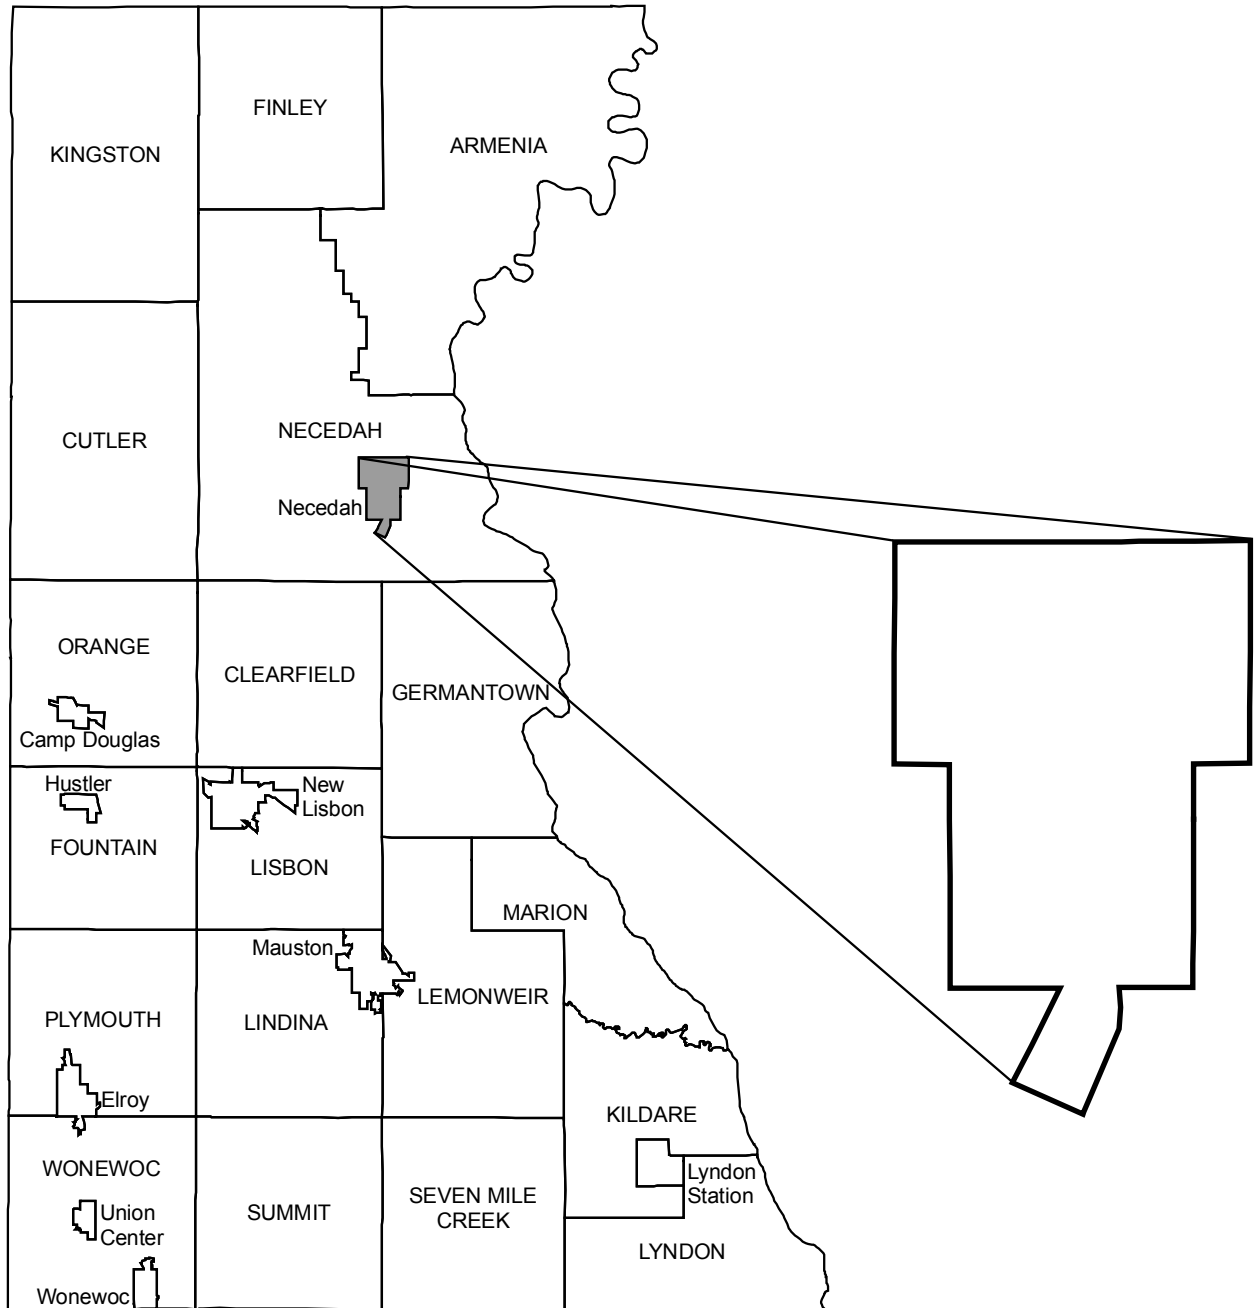 FINLEY
ARMENIA
KINGSTON
NECEDAH
CUTLER
Necedah
ORANGE
CLEARFIELD
GERMANTOWN
Camp Douglas
Hustler
New
Lisbon
FOUNTAIN
LISBON
MARION
Mauston
LEMONWEIR
PLYMOUTH
LINDINA
Elroy
KILDARE
WONEWOC
Lyndon
Station
SEVEN MILE
CREEK
Union
Center
SUMMIT
LYNDON
Wonewoc